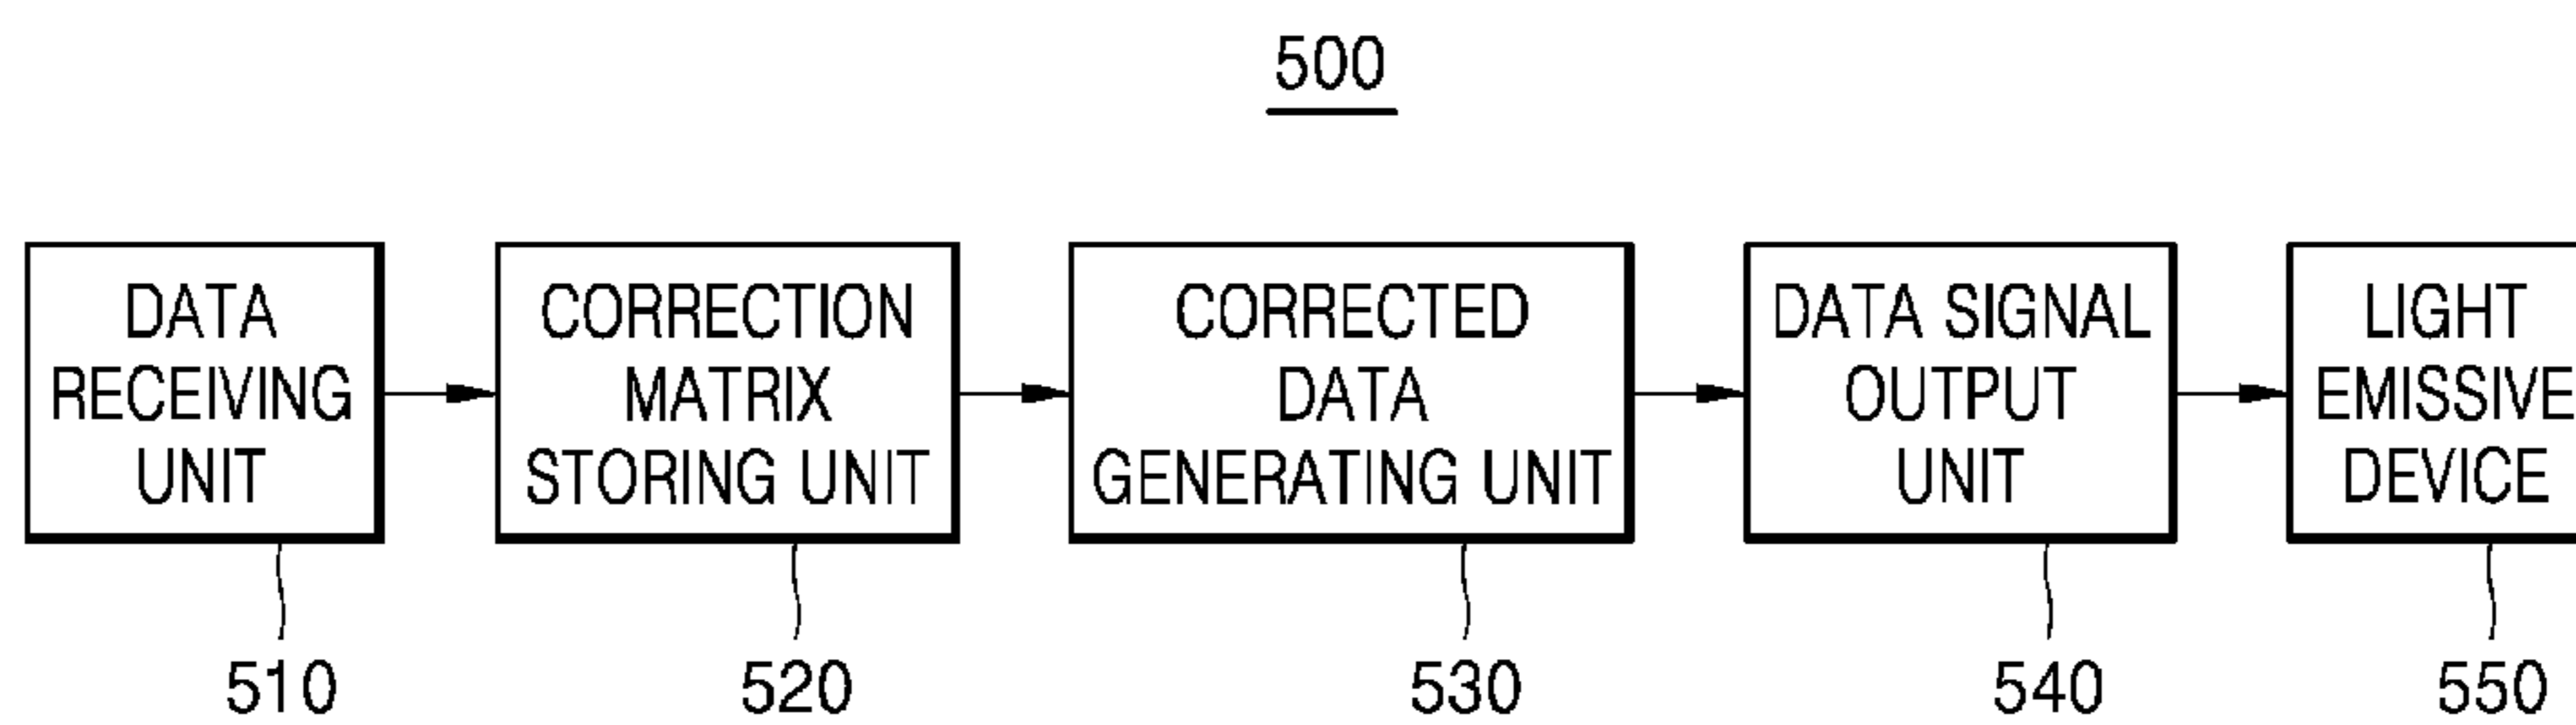 500
DATA
RECEIVING
UNIT
CORRECTION
MATRIX
STORING UNIT
CORRECTED
DATA
GENERATING UNIT
DATA SIGNAL
OUTPUT
UNIT
LIGHT
EMISSIVE
DEVICE
510
520
530
540
550